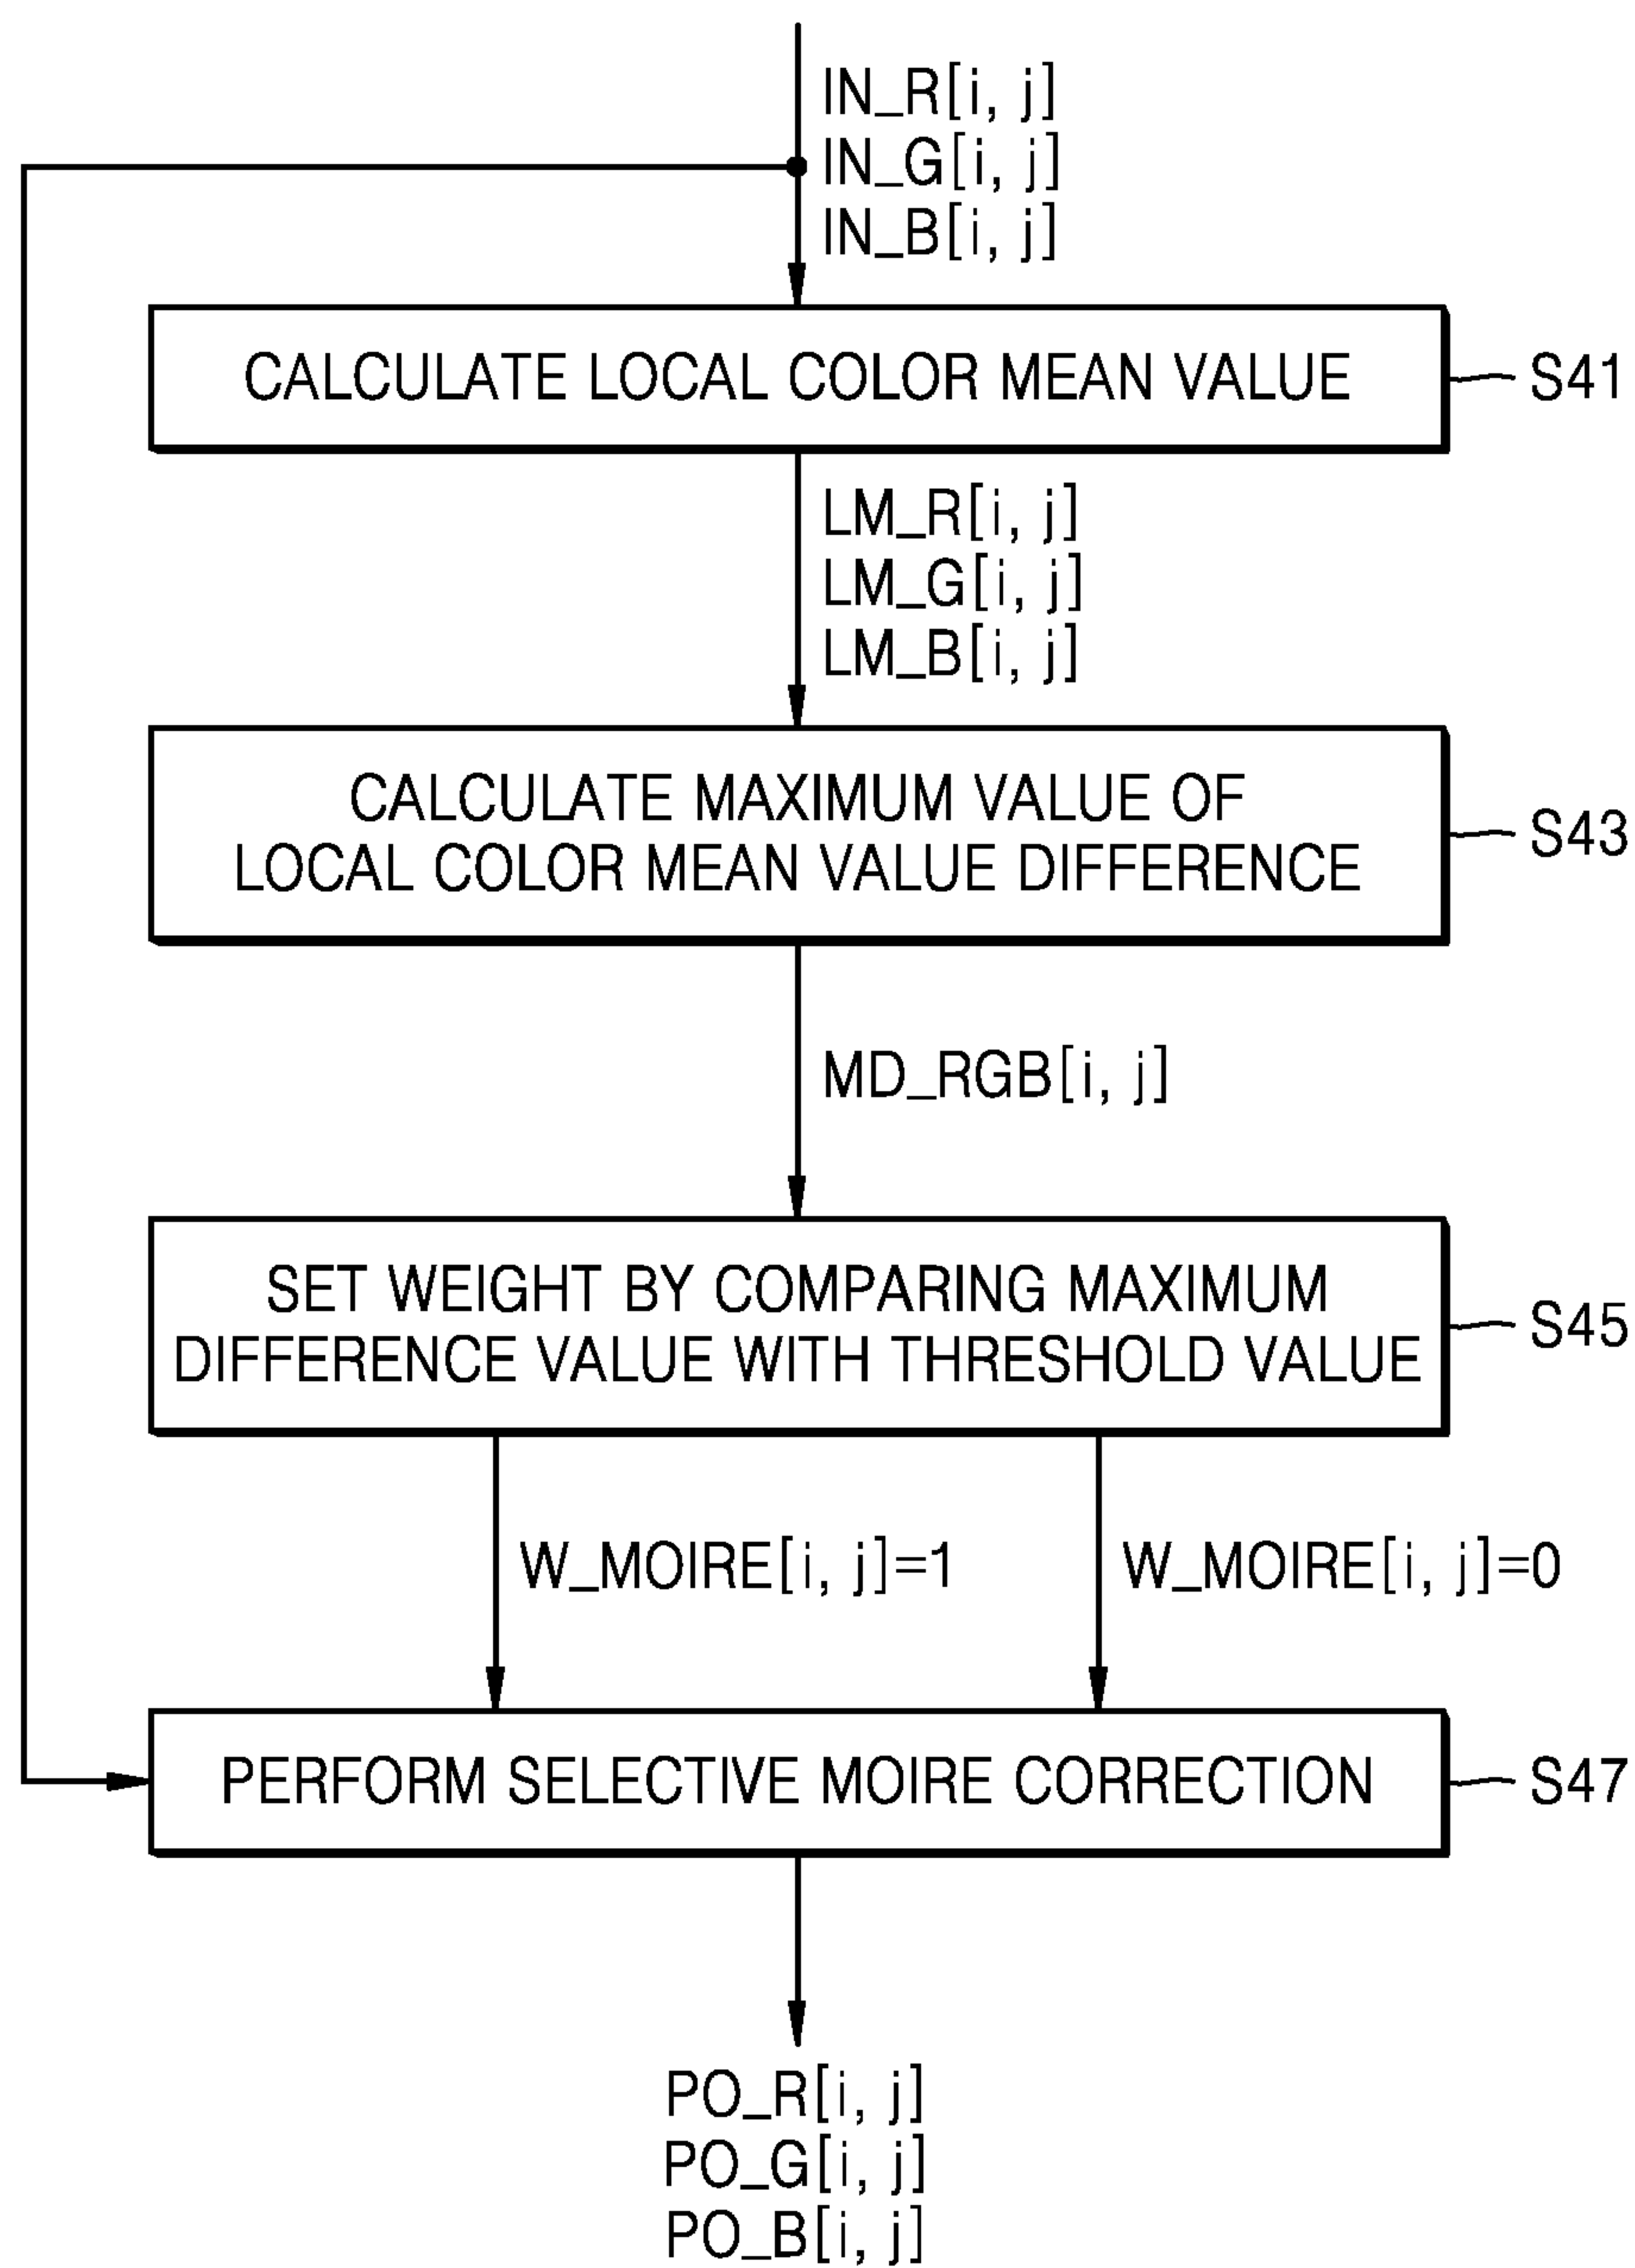 IN_R[i, j]
IN_G[i, j]
IN_B[i, j]
CALCULATE LOCAL COLOR MEAN VALUE
S41
LM_R[i, j]
LM_G[i, j]
LM_B[i, j]
CALCULATE MAXIMUM VALUE OF
LOCAL COLOR MEAN VALUE DIFFERENCE
S43
MD_RGB[i, j]
SET WEIGHT BY COMPARING MAXIMUM
DIFFERENCE VALUE WITH THRESHOLD VALUE
S45
W_MOIRE[i, j]=1
W_MOIRE[i, j]=0
PERFORM SELECTIVE MOIRE CORRECTION
S47
PO_R[i, j]
PO_G[i, j]
PO_B[i, j]